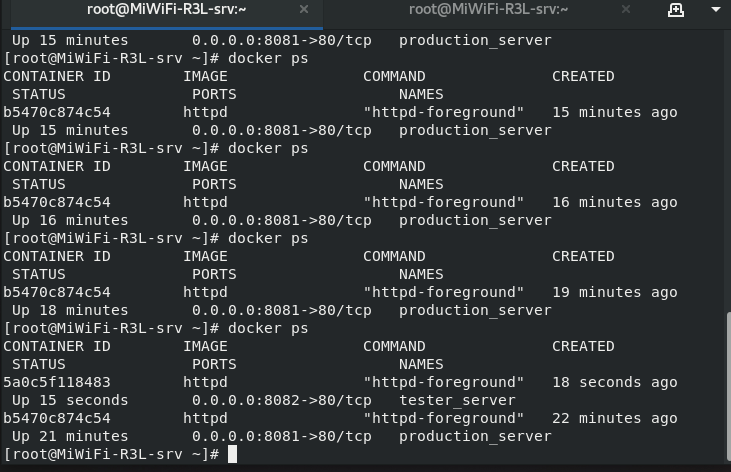 root@MiWiFi-R3L-srv:~ × root@MiWiFi-R3L-srv:~ ×
Up 15 minutes 0.0.0.0:8081->80/tcp production_server
[root@MiWiFi-R3L-srv ~]# docker ps
CONTAINER ID IMAGE COMMAND CREATED
STATUS PORTS NAMES
b5470c874c54 httpd "httpd-foreground" 15 minutes ago
Up 15 minutes 0.0.0.0:8081->80/tcp production_server
[root@MiWiFi-R3L-srv ~]# docker ps
CONTAINER ID IMAGE COMMAND CREATED
STATUS PORTS NAMES
b5470c874c54 httpd "httpd-foreground" 16 minutes ago
Up 16 minutes 0.0.0.0:8081->80/tcp production_server
[root@MiWiFi-R3L-srv ~]# docker ps
CONTAINER ID IMAGE COMMAND CREATED
STATUS PORTS NAMES
b5470c874c54 httpd "httpd-foreground" 19 minutes ago
Up 18 minutes 0.0.0.0:8081->80/tcp production_server
[root@MiWiFi-R3L-srv ~]# docker ps
CONTAINER ID IMAGE COMMAND CREATED
STATUS PORTS NAMES
5a0c5f118483 httpd "httpd-foreground" 18 seconds ago
Up 15 seconds 0.0.0.0:8082->80/tcp tester_server
b5470c874c54 httpd "httpd-foreground" 22 minutes ago
Up 21 minutes 0.0.0.0:8081->80/tcp production_server
[root@MiWiFi-R3L-srv ~]#